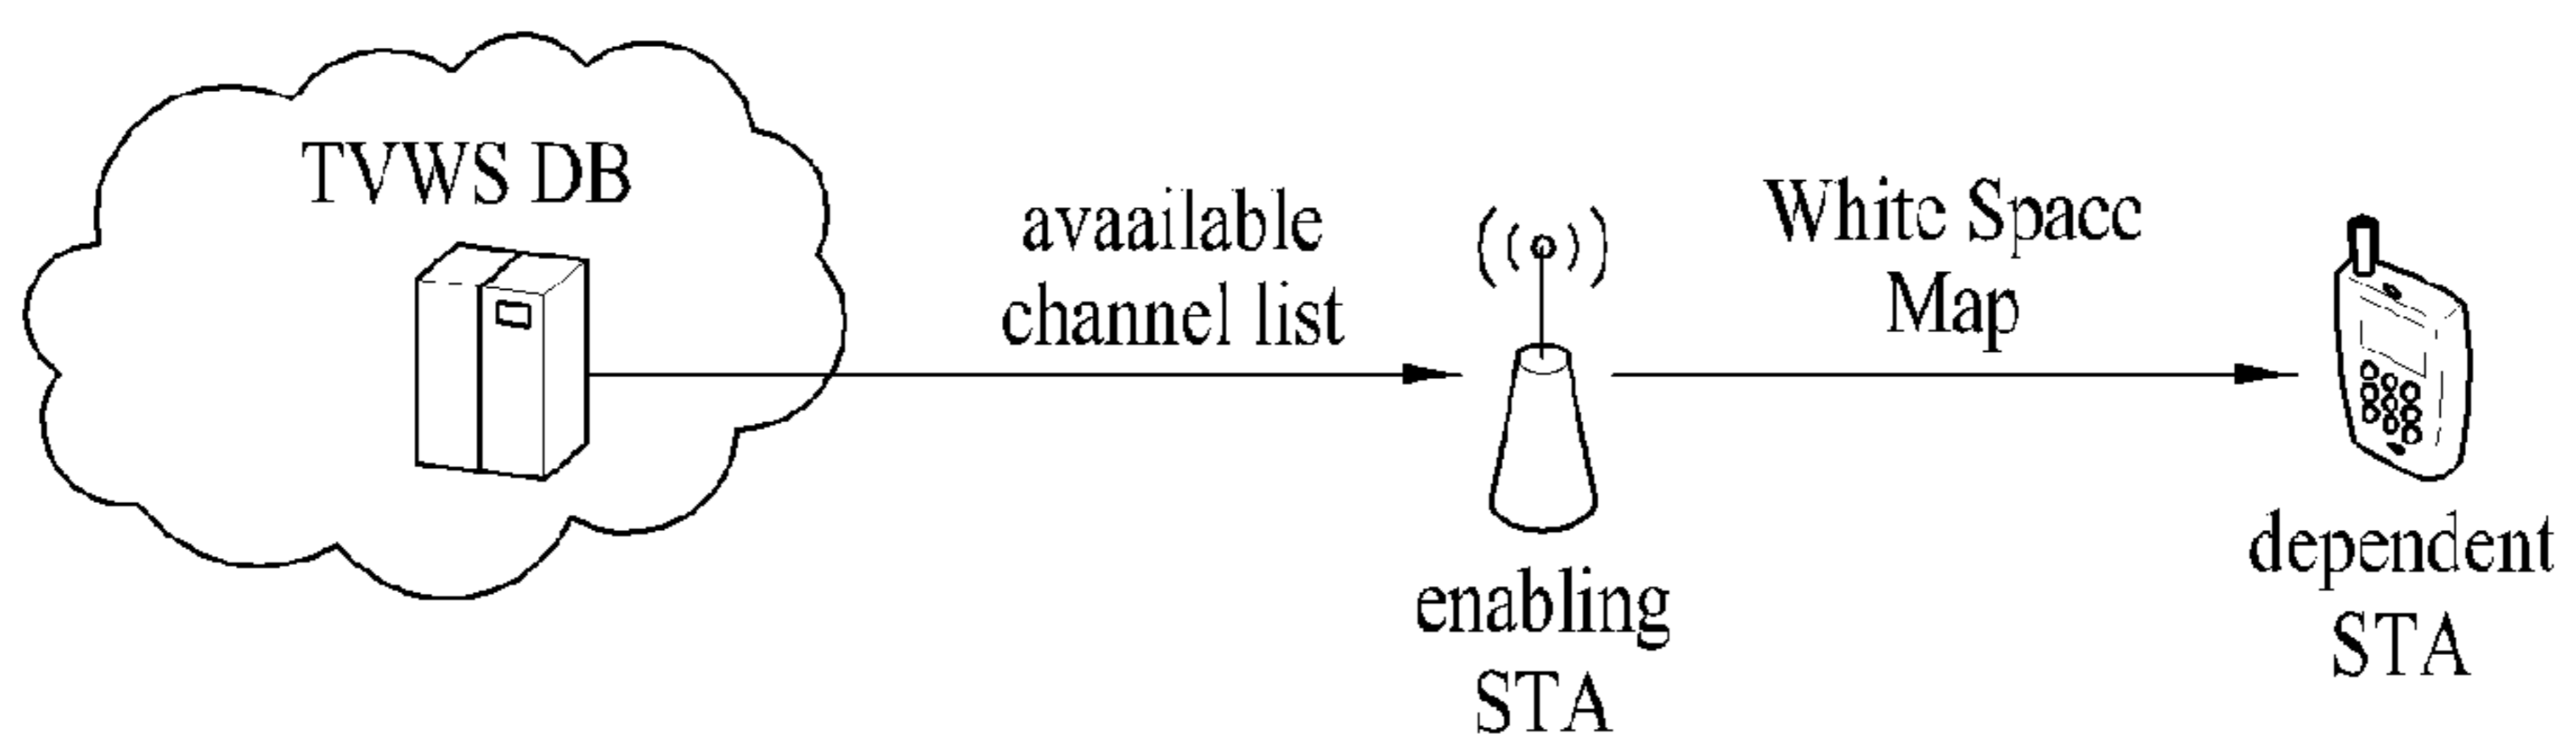 TVWS DB
avaailable
channel list
White Space
Map
enabling
STA
dependent
STA